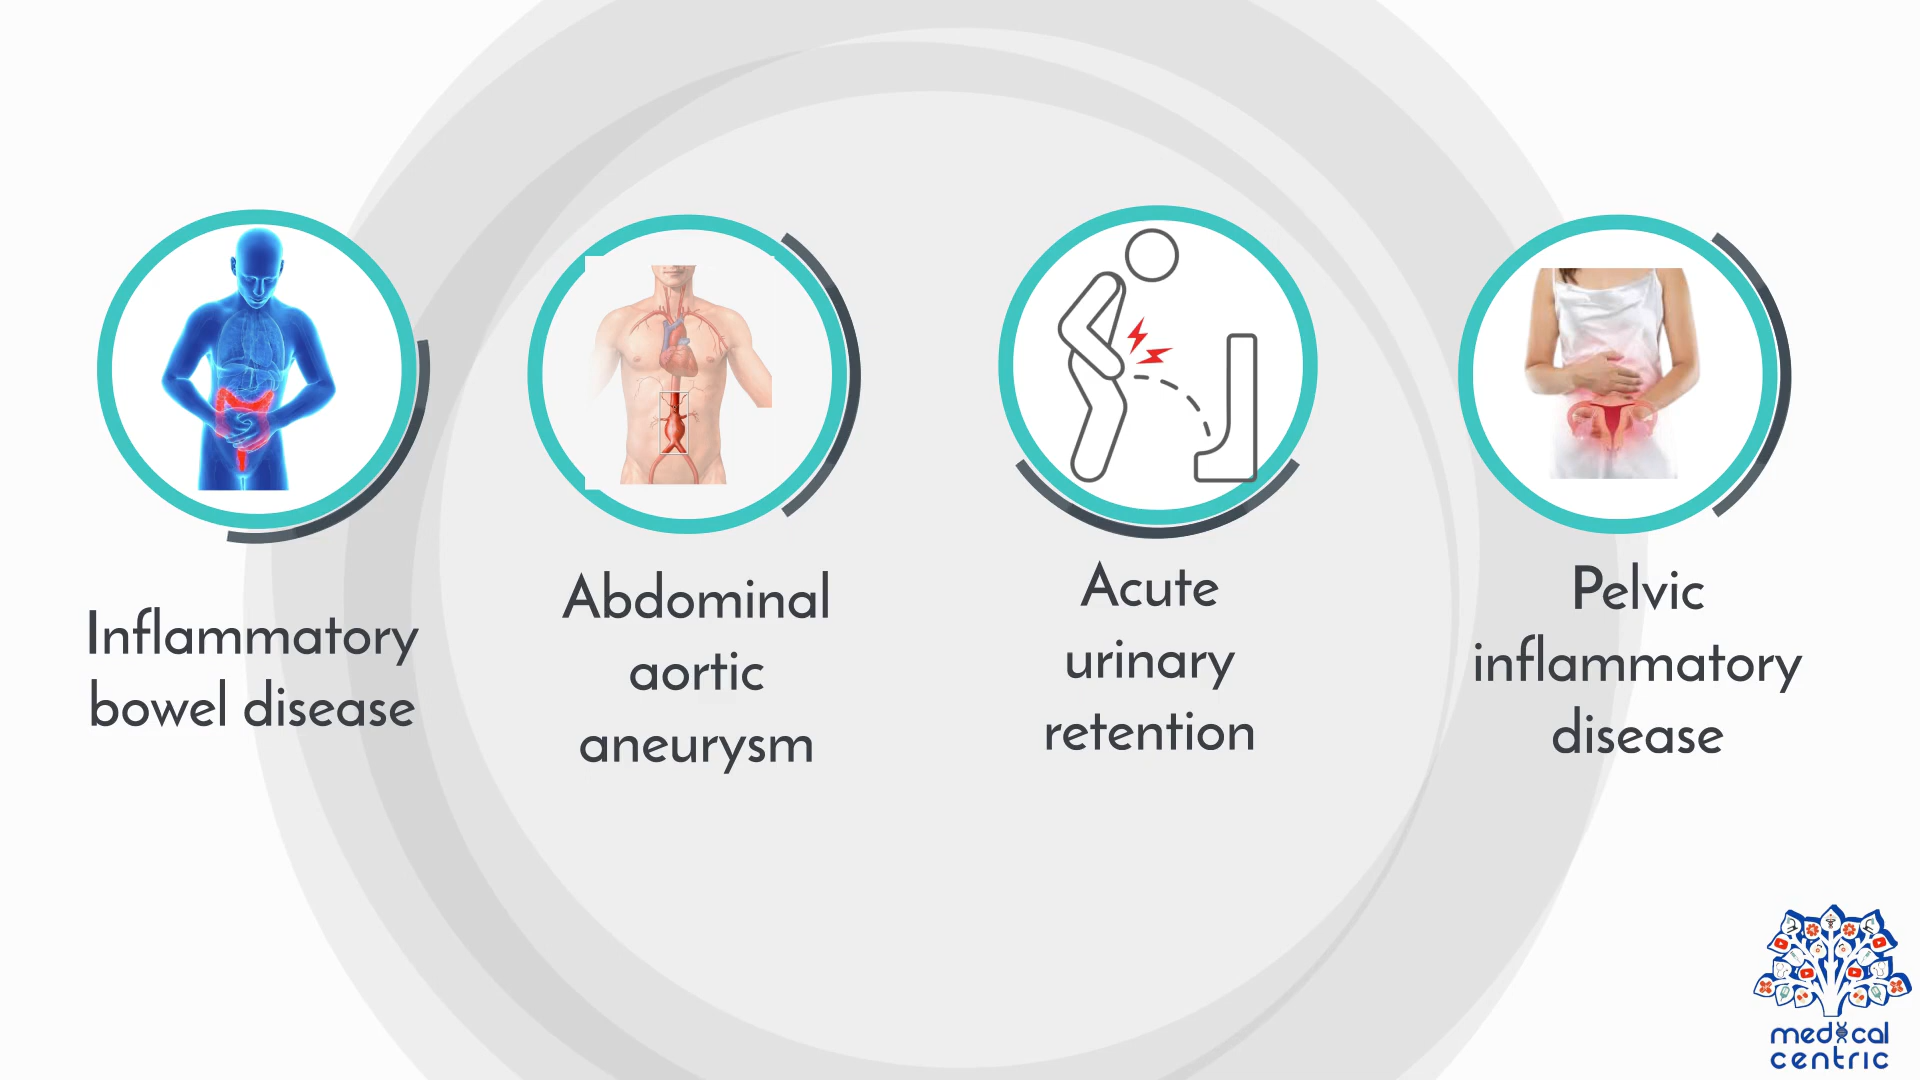 Inflammatory
bowel disease
Abdominal
aortic
aneurysm
Acute
urinary
retention
Pelvic
inflammatory
disease
medical
centric